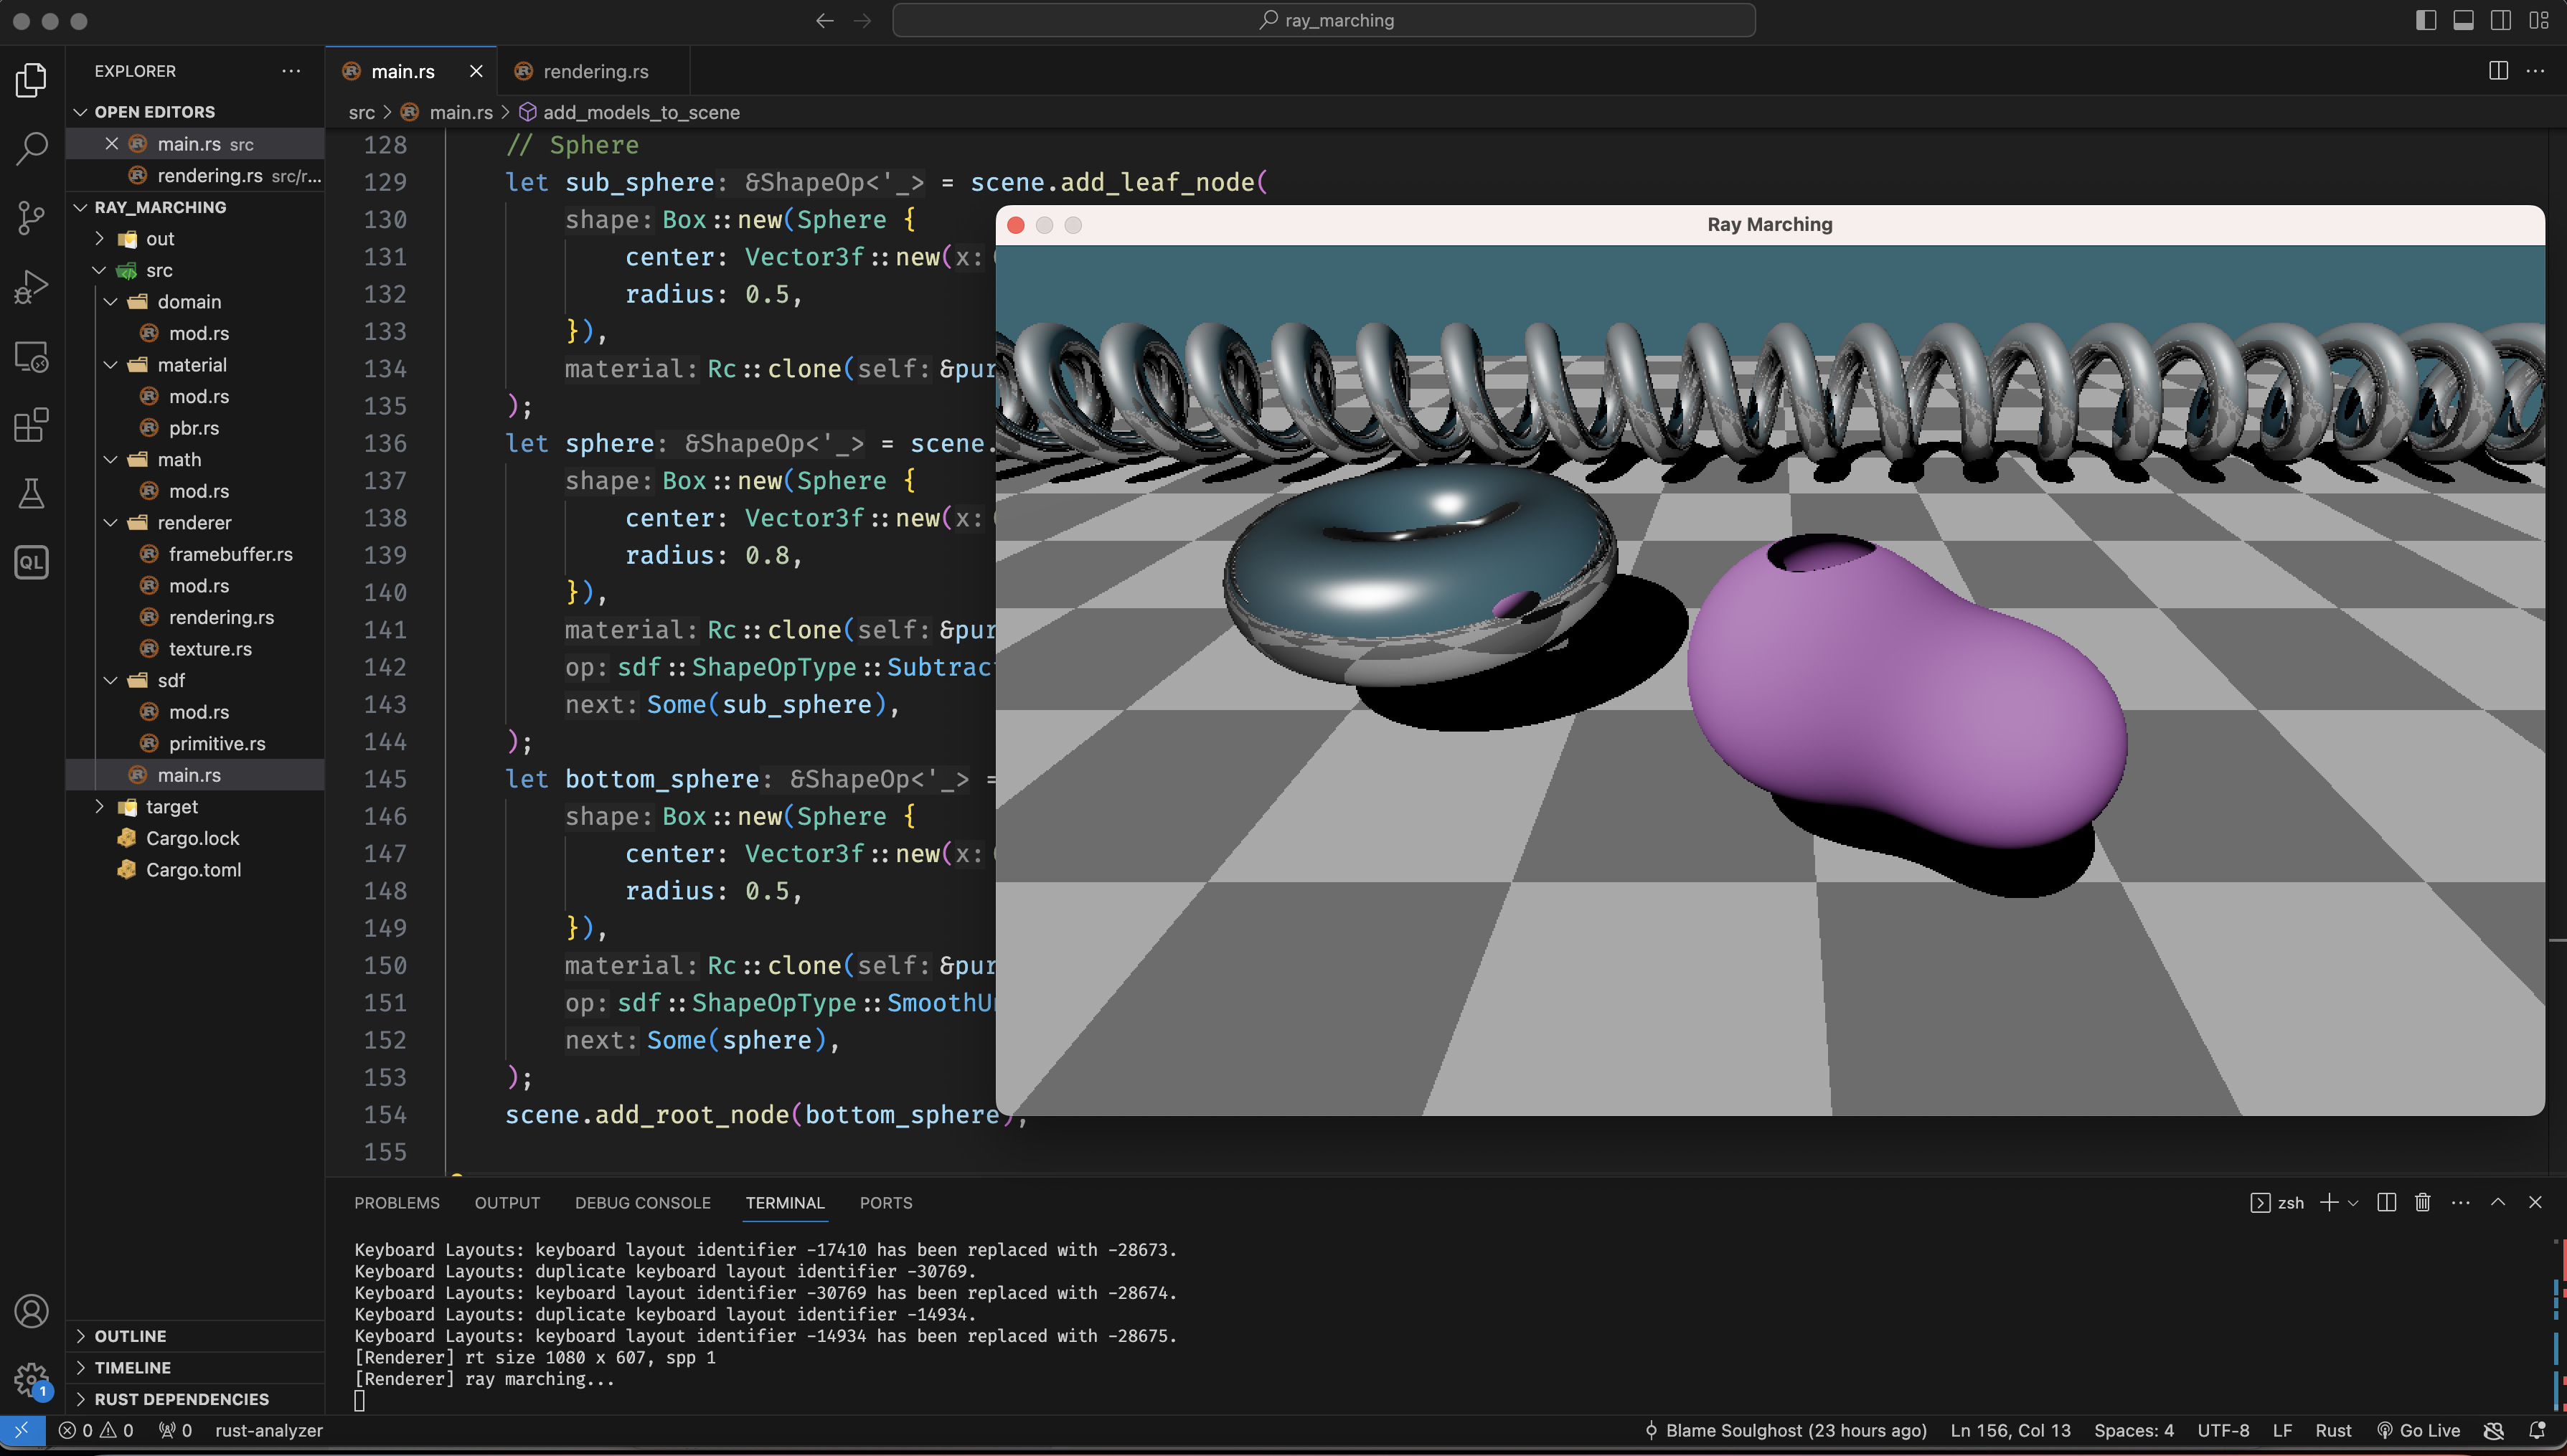 ray_marching
EXPLORER
OPEN EDITORS
main.rs src
rendering.rs src/r...
RAY_MARCHING
out
src
domain
mod.rs
material
mod.rs
pbr.rs
math
mod.rs
renderer
framebuffer.rs
mod.rs
rendering.rs
texture.rs
sdf
mod.rs
primitive.rs
main.rs
target
Cargo.lock
Cargo.toml
OUTLINE
TIMELINE
RUST DEPENDENCIES
QL
1
main.rs
rendering.rs
src > main.rs > add_models_to_scene
128 // Sphere
129 let sub_sphere: &ShapeOp<'_> = scene.add_leaf_node(
130 shape: Box::new(Sphere {
131 center: Vector3f::new(x:
132 radius: 0.5,
133 }),
134 material: Rc::clone(self: &pur
135 );
136 let sphere: &ShapeOp<'_> = scene.
137 shape: Box::new(Sphere {
138 center: Vector3f::new(x:
139 radius: 0.8,
140 }),
141 material: Rc::clone(self: &pur
142 op: sdf::ShapeOpType::Subtrac
143 next: Some(sub_sphere),
144 );
145 let bottom_sphere: &ShapeOp<'_> =
146 shape: Box::new(Sphere {
147 center: Vector3f::new(x:
148 radius: 0.5,
149 }),
150 material: Rc::clone(self: &pur
151 op: sdf::ShapeOpType::SmoothU
152 next: Some(sphere),
153 );
154 scene.add_root_node(bottom_sphere);
155
Ray Marching
PROBLEMS OUTPUT DEBUG CONSOLE TERMINAL PORTS
zsh
Keyboard Layouts: keyboard layout identifier -17410 has been replaced with -28673.
Keyboard Layouts: duplicate keyboard layout identifier -30769.
Keyboard Layouts: keyboard layout identifier -30769 has been replaced with -28674.
Keyboard Layouts: duplicate keyboard layout identifier -14934.
Keyboard Layouts: keyboard layout identifier -14934 has been replaced with -28675.
[Renderer] rt size 1080 x 607, spp 1
[Renderer] ray marching...
0 0 0 rust-analyzer
Blame Soulghost (23 hours ago) Ln 156, Col 13 Spaces: 4 UTF-8 LF Rust Go Live